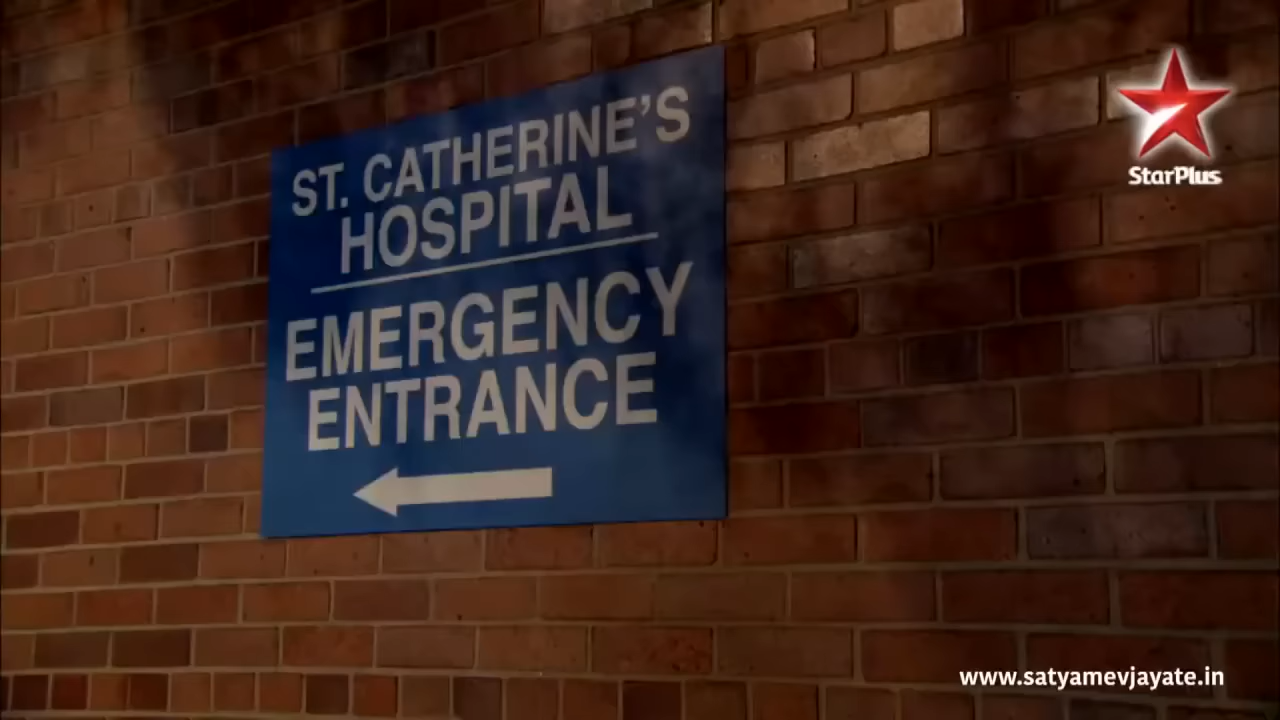 ST. CATHERINE'S
HOSPITAL
EMERGENCY
ENTRANCE
StarPlus
www.satyamevjayate.in